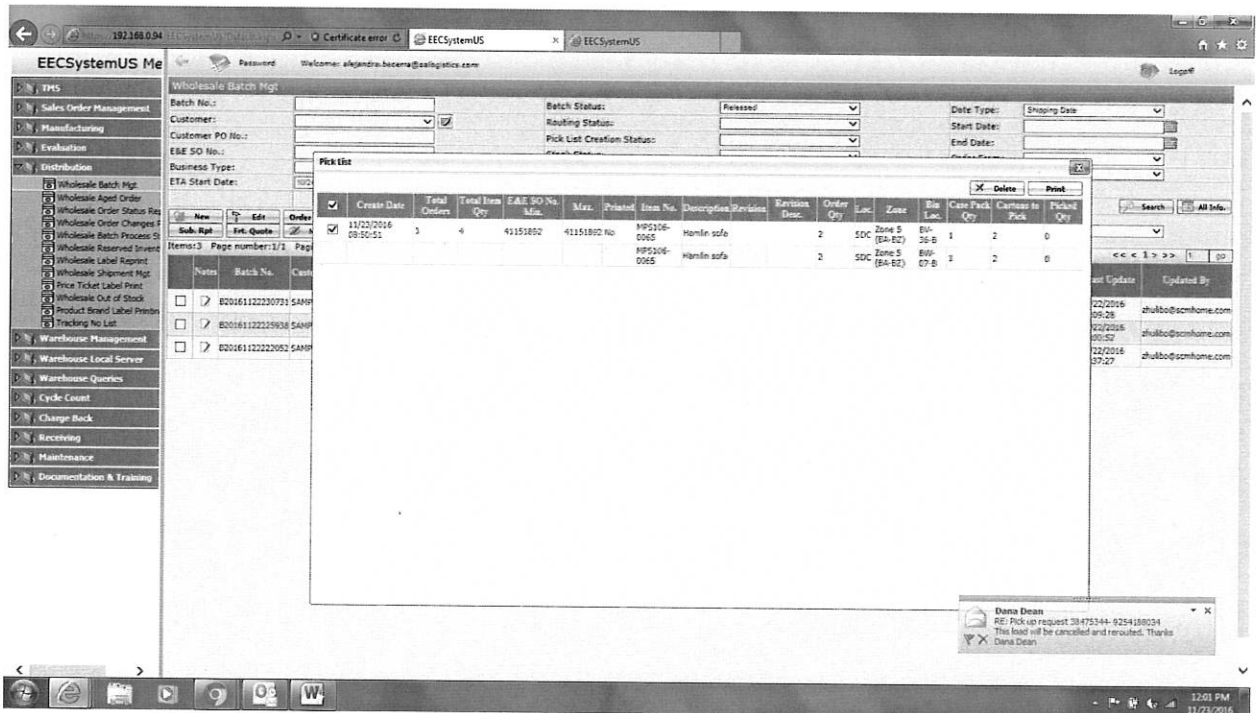 192.168.0.94
Certificate error
EECSystemUS
EECSystemUS
EECSystemUS Me
Password
Welcome: alejandra.becerra@salogistics.com
Logoff
TMS
Sales Order Management
Manufacturing
Evaluation
Distribution
Wholesale Batch Mgt
Wholesale Aged Order
Wholesale Order Status Rep
Wholesale Order Changes
Wholesale Batch Process St
Wholesale Reserved Invent
Wholesale Label Reprint
Wholesale Shipment Mgt
Price Ticket Label Print
Wholesale Out of Stock
Product Brand Label Printin
Tracking No List
Warehouse Management
Warehouse Local Server
Warehouse Queries
Cycle Count
Charge Back
Receiving
Maintenance
Documentation & Training
Wholesale Batch Mgt
Batch No.:
Batch Status:
Released
Date Type:
Shipping Date
Customer:
Routing Status:
Start Date:
Customer PO No.:
Pick List Creation Status:
End Date:
E&E SO No.:
Business Type:
ETA Start Date:
New
Edit
Order
Search
All Info.
Sub. Rpt
Frt. Quote
Items:3 Page number:1/1 Pag
<< < 1 > >> 1 go
Notes Batch No. Cust
ast Update Updated By
B20161122230731 SAMP
/22/2016
:09:28
zhulibo@scmhome.com
B20161122225938 SAMP
/22/2016
:00:52
zhulibo@scmhome.com
B20161122222052 SAMP
/22/2016
:37:27
zhulibo@scmhome.com
Pick List
Delete
Print
Create Date Total Orders Total Item Qty E&E SO No. Min. Max. Printed Item No. Description Revision Revision Desc. Order Qty Loc. Zone Bin Loc. Case Pack Qty Cartons to Pick Picked Qty
11/23/2016 08:50:51 1 4 41151892 41151892 No MPS106-0065 Hamlin sofa 2 SDC Zone 5 (BA-BZ) BV-36-B 1 2 0
MPS106-0065 Hamlin sofa 2 SDC Zone 5 (BA-BZ) BW-07-B 1 2 0
Dana Dean
RE: Pick up request 38475344- 9254188034
This load will be cancelled and rerouted. Thanks
Dana Dean
12:01 PM
11/23/2016